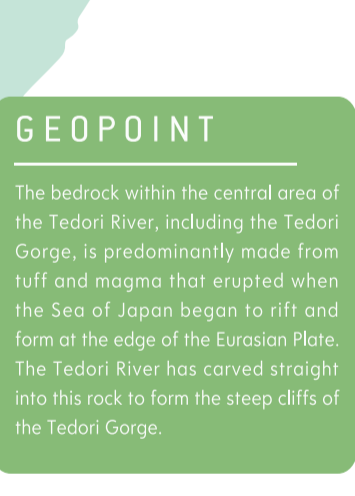 GEOPOINT
The bedrock within the central area of
the Tedori River, including the Tedori
Gorge, is predominantly made from
tuff and magma that erupted when
the Sea of Japan began to rift and
form at the edge of the Eurasian Plate.
The Tedori River has carved straight
into this rock to form the steep cliffs of
the Tedori Gorge.